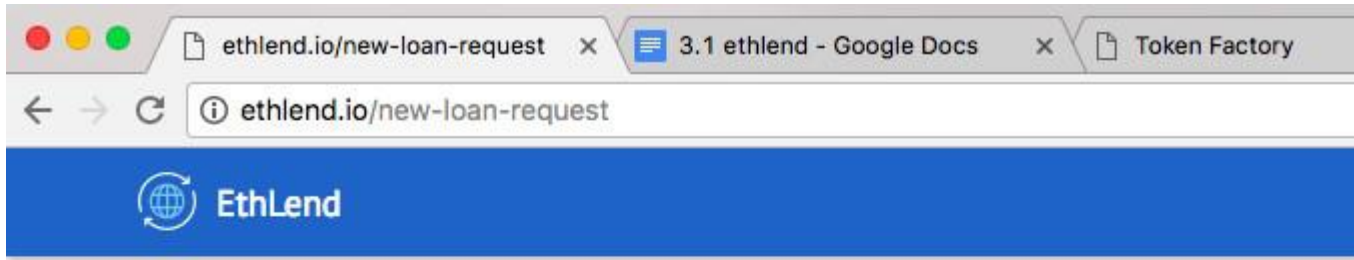 ethlend.io/new-loan-request 3.1 ethlend - Google Docs Token Factory
ethlend.io/new-loan-request
EthLend